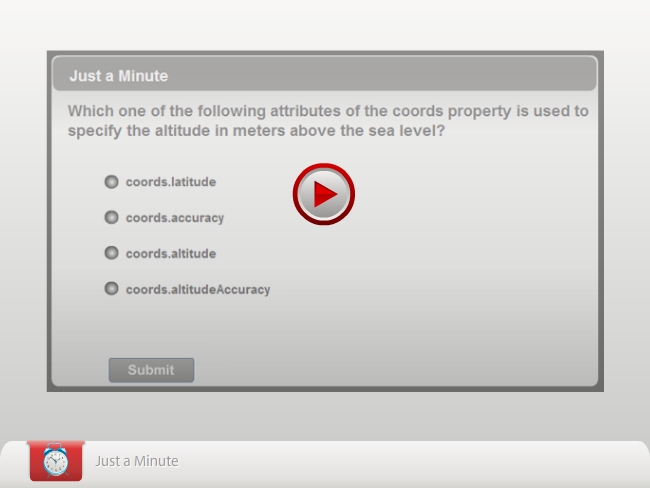 Just a Minute
Which one of the following attributes of the coords property is used to
specify the altitude in meters above the sea level?
coords.latitude
coords.accuracy
coords.altitude
coords.altitudeAccuracy
Submit
Just a Minute